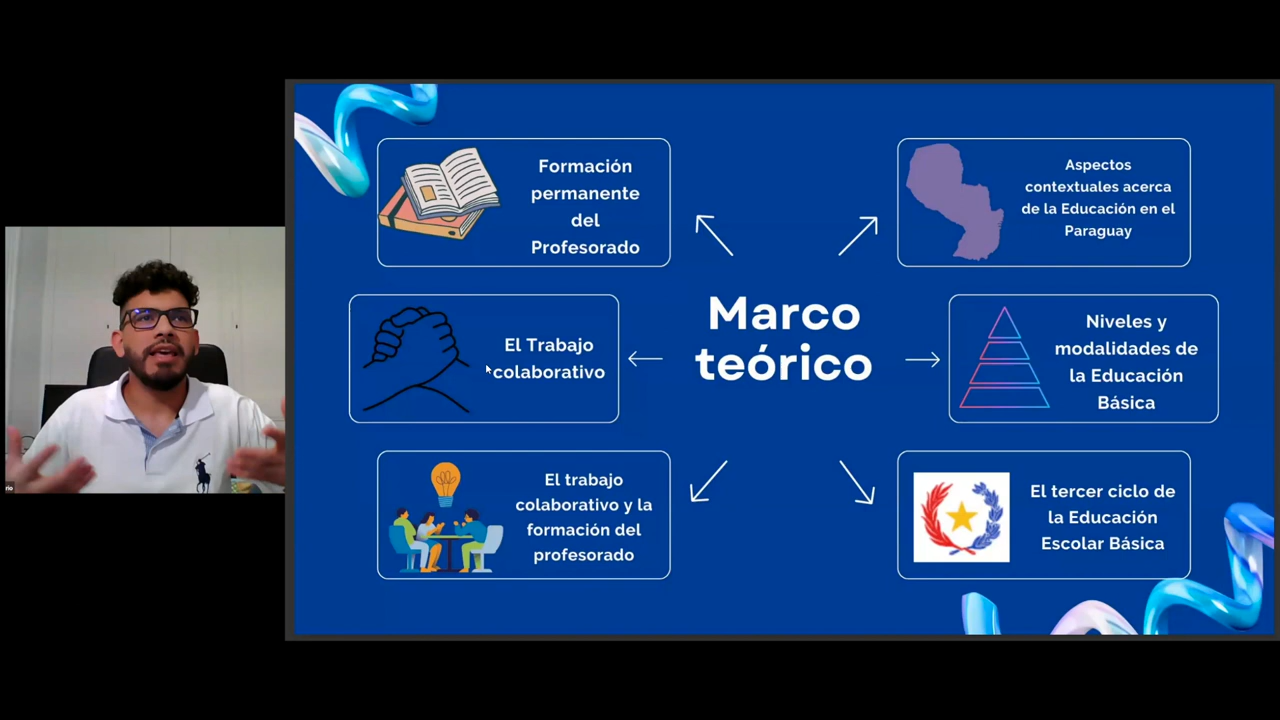 Formación
permanente
del
Profesorado
Aspectos
contextuales acerca
de la Educación en el
Paraguay
Marco
teórico
El Trabajo
colaborativo
Niveles y
modalidades de
la Educación
Básica
El trabajo
colaborativo y la
formación del
profesorado
El tercer ciclo de
la Educación
Escolar Básica